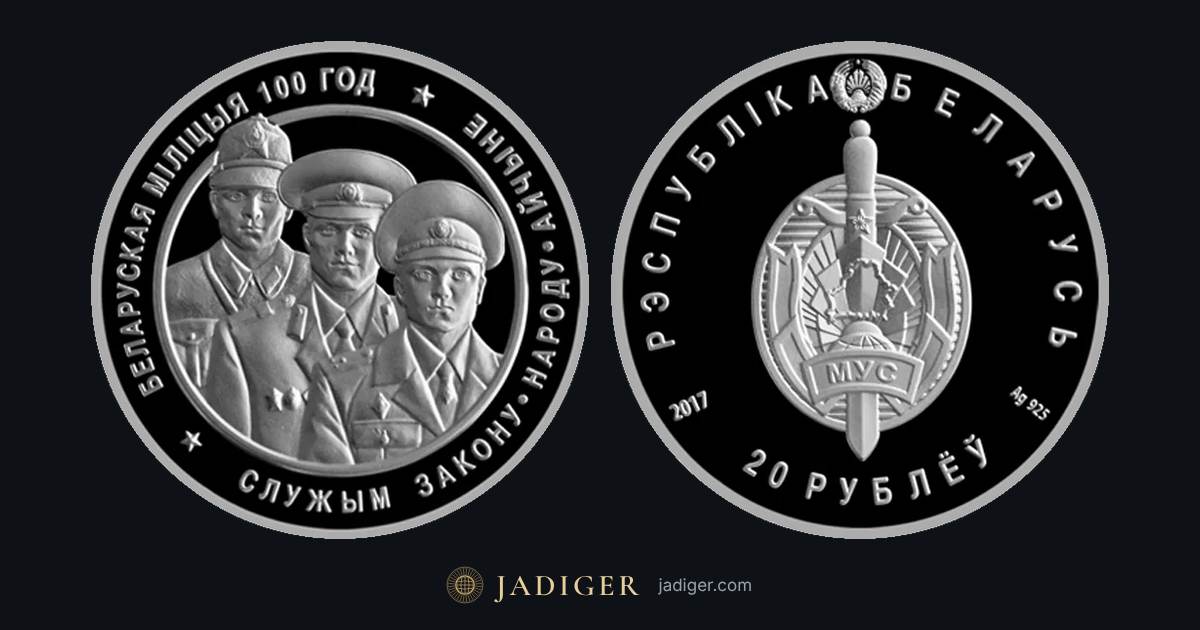 БЕЛАРУСКАЯ МІЛІЦЫЯ 100 ГОД
СЛУЖЫМ ЗАКОНУ • НАРОДУ • АЙЧЫНЕ
РЭСПУБЛІКА БЕЛАРУСЬ
МУС
2017
Ag 925
20 РУБЛЁЎ
JADIGER
jadiger.com